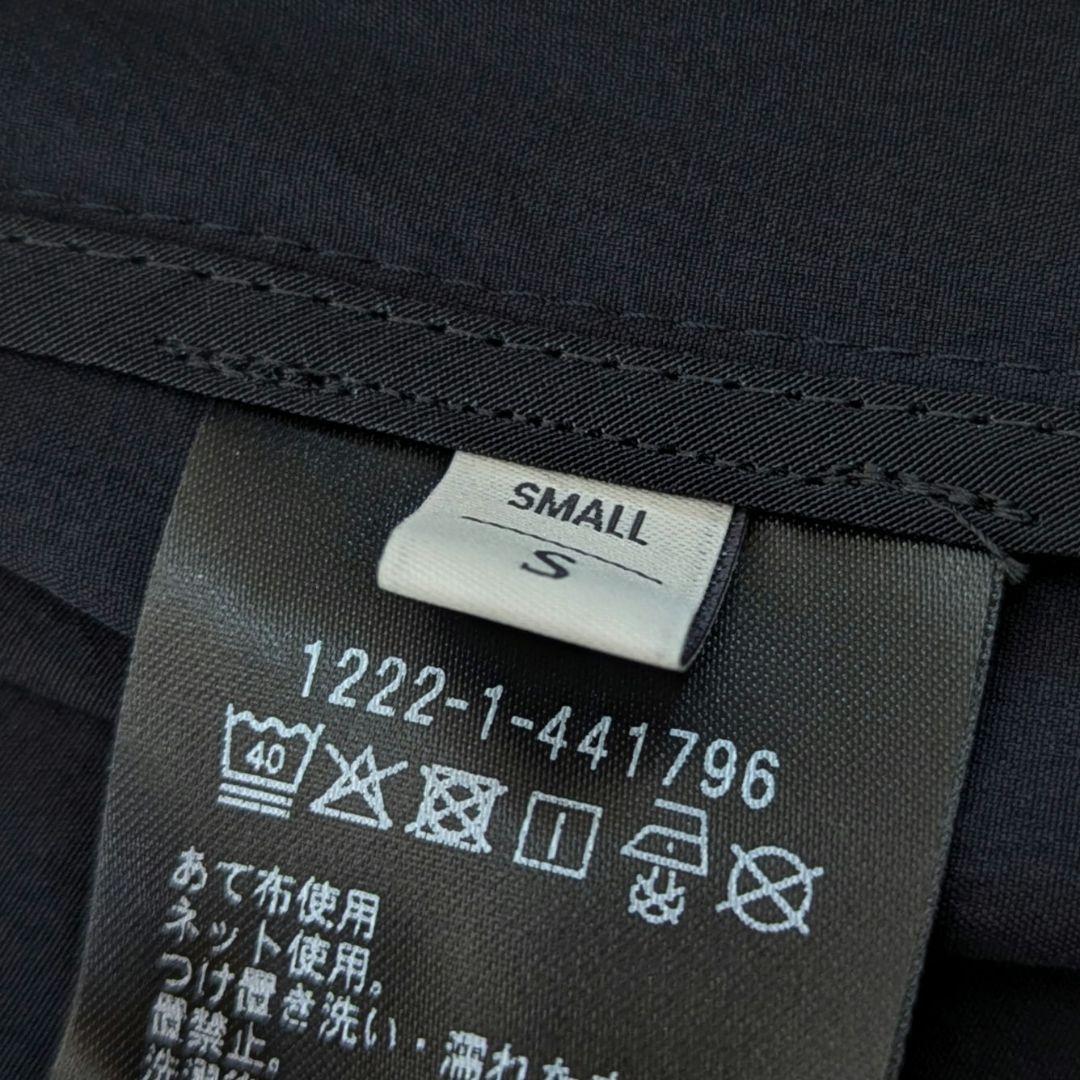 SMALL
S
1222-1-441796
40
あて布使用
ネット使用。
つけ置き洗い・濡れた
置禁止。